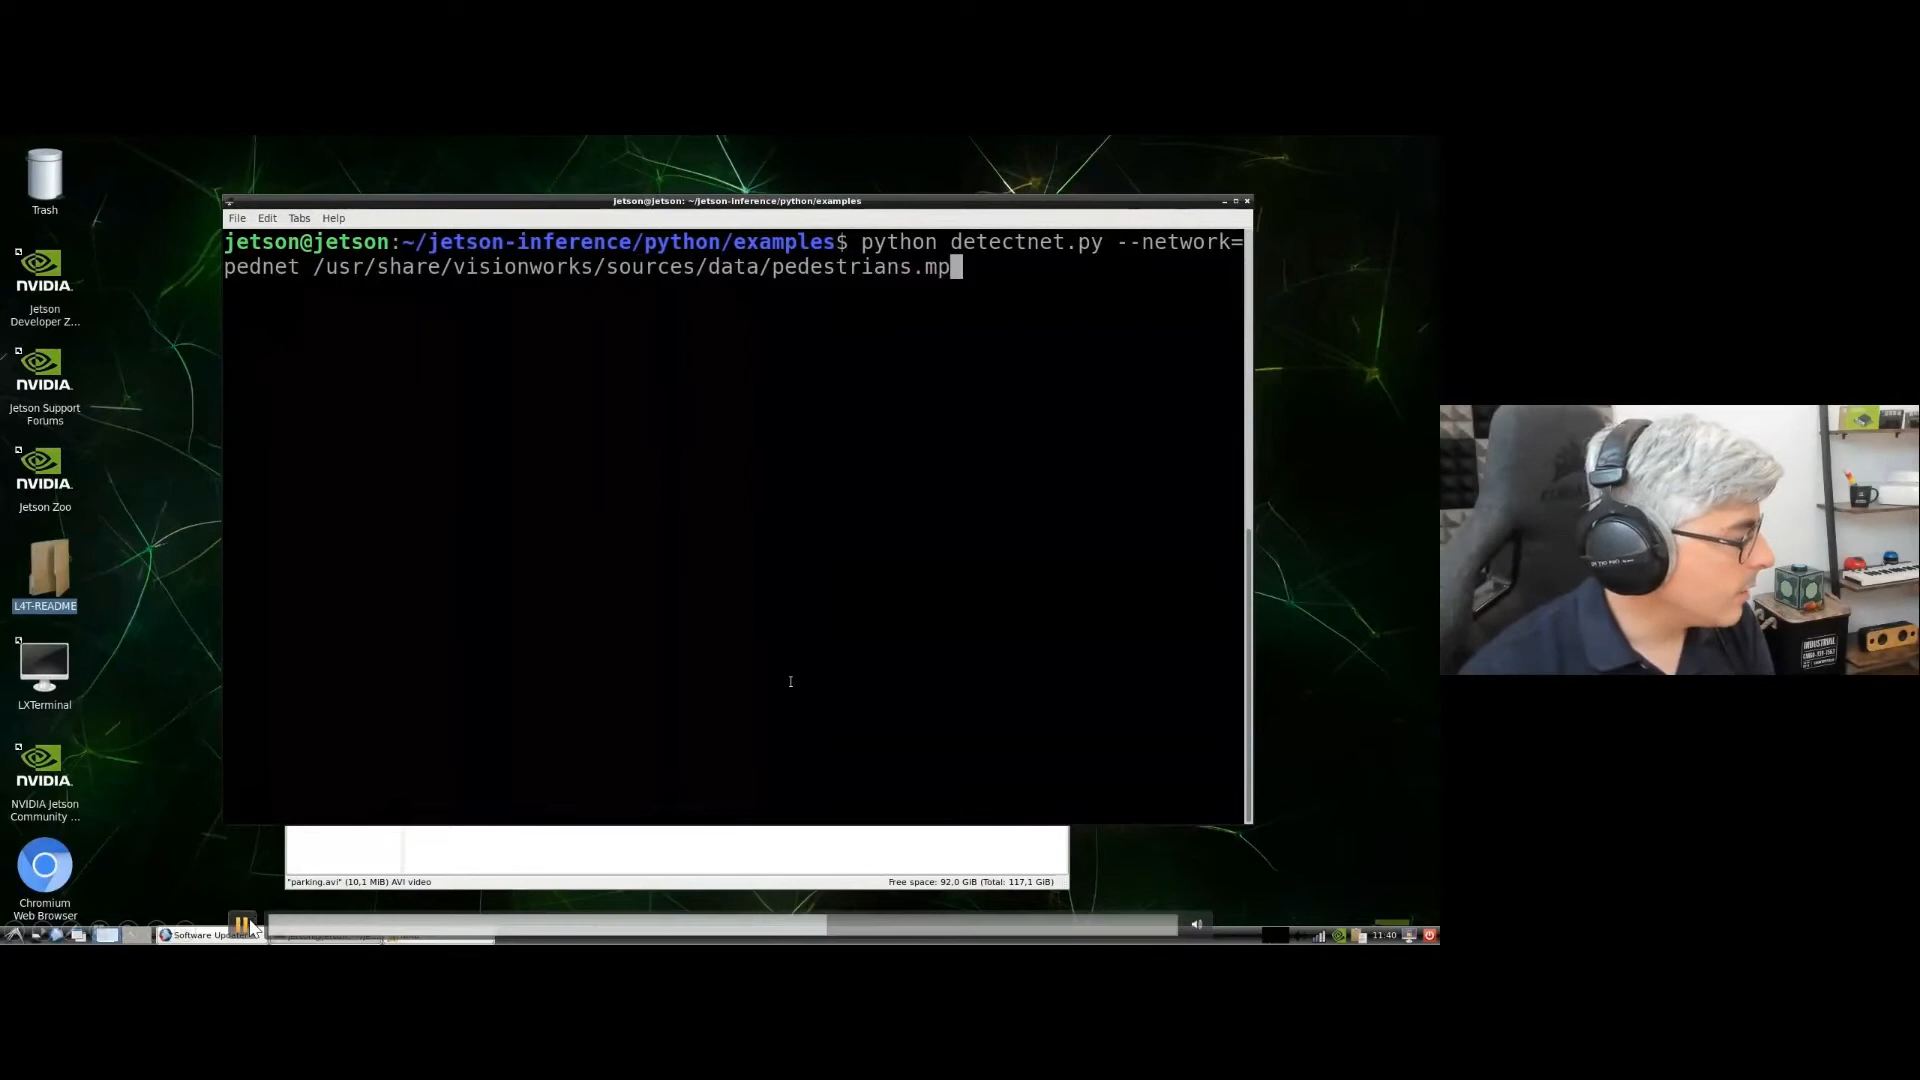 jetson@jetson: ~/jetson-inference/python/examples
File Edit Tabs Help
jetson@jetson:~/jetson-inference/python/examples$ python detectnet.py --network=
pednet /usr/share/visionworks/sources/data/pedestrians.mp
Trash
NVIDIA.
Jetson
Developer Z...
NVIDIA.
Jetson Support
Forums
NVIDIA.
Jetson Zoo
L4T-README
LXTerminal
NVIDIA.
NVIDIA Jetson
Community ...
Chromium
Web Browser
"parking.avi" (10,1 MiB) AVI video
Free space: 92,0 GiB (Total: 117,1 GiB)
Software Updater
11:40
INDUSTRIAL